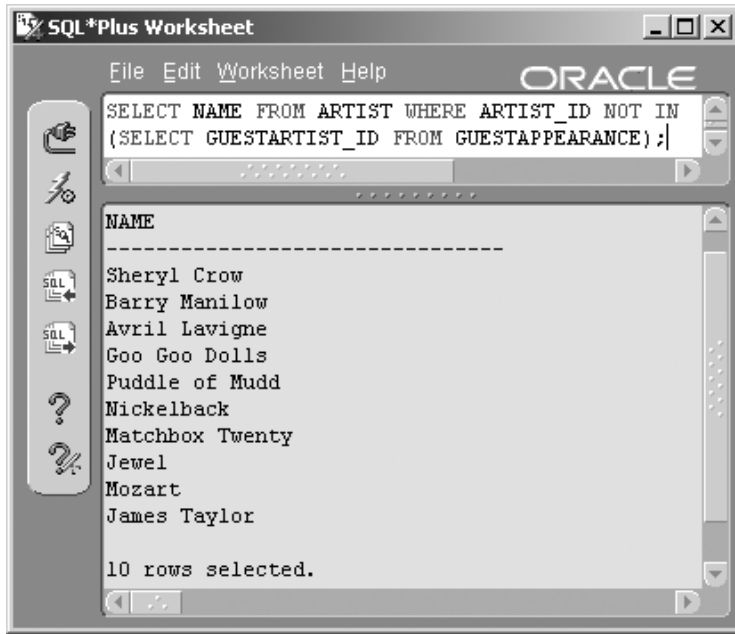 SQL*Plus Worksheet
File Edit Worksheet Help
ORACLE
SELECT NAME FROM ARTIST WHERE ARTIST_ID NOT IN
(SELECT GUESTARTIST_ID FROM GUESTAPPEARANCE);
NAME
--------------------------------
Sheryl Crow
Barry Manilow
Avril Lavigne
Goo Goo Dolls
Puddle of Mudd
Nickelback
Matchbox Twenty
Jewel
Mozart
James Taylor
10 rows selected.
SQL
SQL